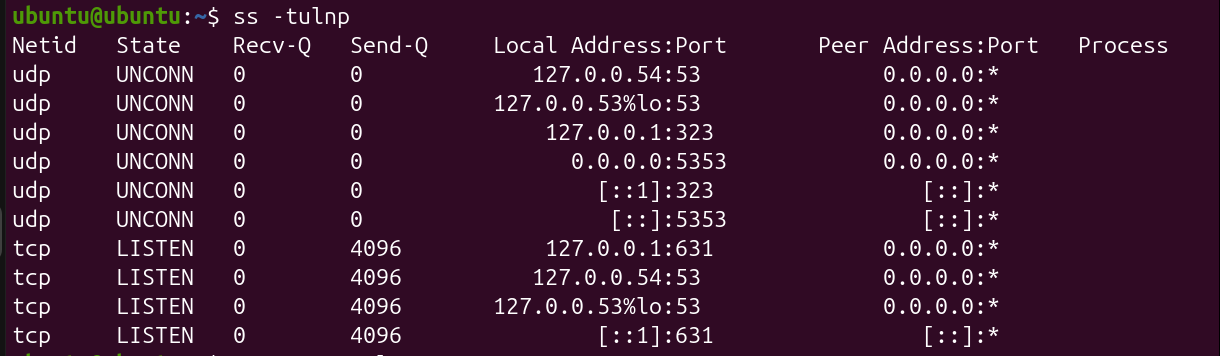 ubuntu@ubuntu:~$ ss -tulnp
Netid State Recv-Q Send-Q Local Address:Port Peer Address:Port Process
udp UNCONN 0 0 127.0.0.54:53 0.0.0.0:*
udp UNCONN 0 0 127.0.0.53%lo:53 0.0.0.0:*
udp UNCONN 0 0 127.0.0.1:323 0.0.0.0:*
udp UNCONN 0 0 0.0.0.0:5353 0.0.0.0:*
udp UNCONN 0 0 [::1]:323 [::]:*
udp UNCONN 0 0 [::]:5353 [::]:*
tcp LISTEN 0 4096 127.0.0.1:631 0.0.0.0:*
tcp LISTEN 0 4096 127.0.0.54:53 0.0.0.0:*
tcp LISTEN 0 4096 127.0.0.53%lo:53 0.0.0.0:*
tcp LISTEN 0 4096 [::1]:631 [::]:*